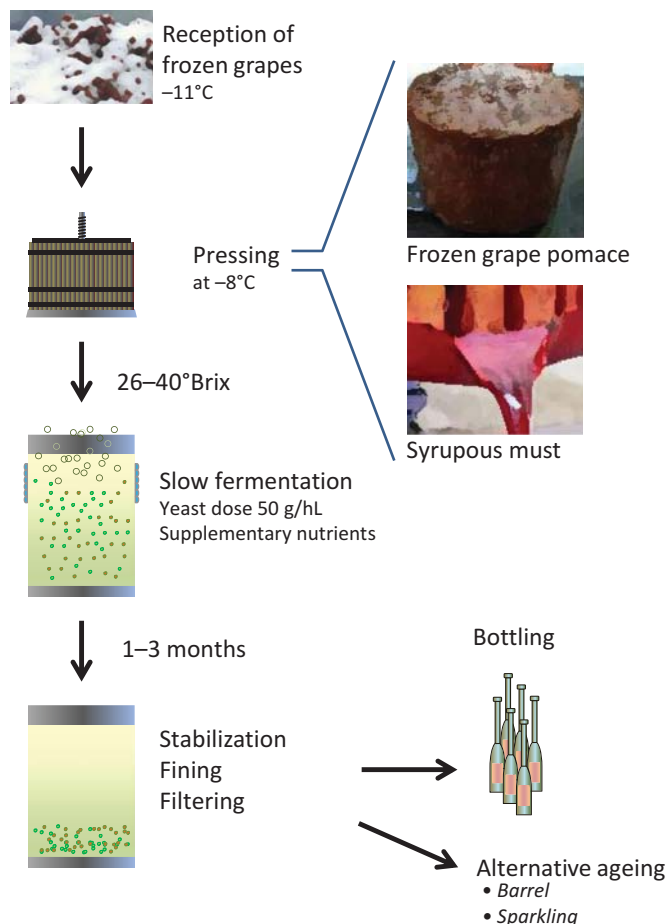 Reception of
frozen grapes
–11°C
Pressing
at –8°C
Frozen grape pomace
Syrupous must
26–40°Brix
Slow fermentation
Yeast dose 50 g/hL
Supplementary nutrients
1–3 months
Stabilization
Fining
Filtering
Bottling
Alternative ageing
• Barrel
• Sparkling